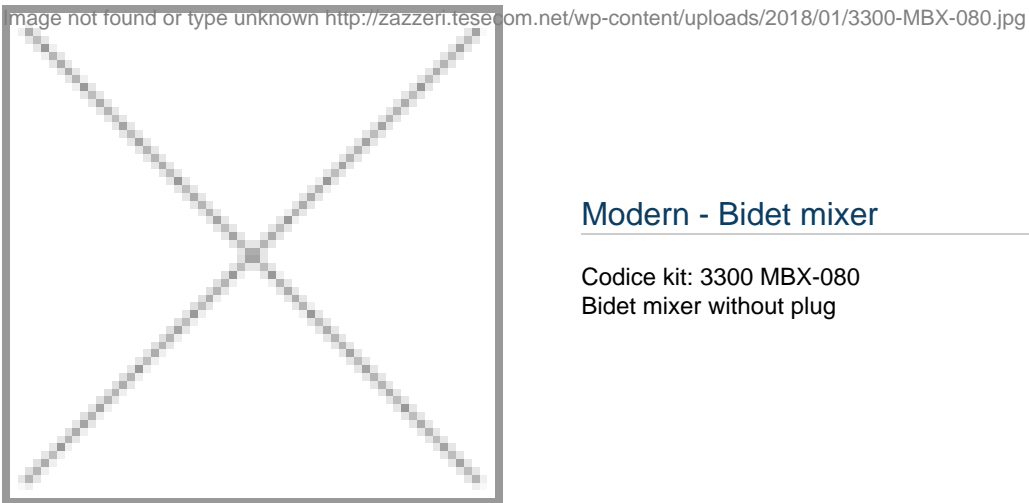 Image not found or type unknown http://zazzeri.tesecom.net/wp-content/uploads/2018/01/3300-MBX-080.jpg
Modern - Bidet mixer
Codice kit: 3300 MBX-080
Bidet mixer without plug